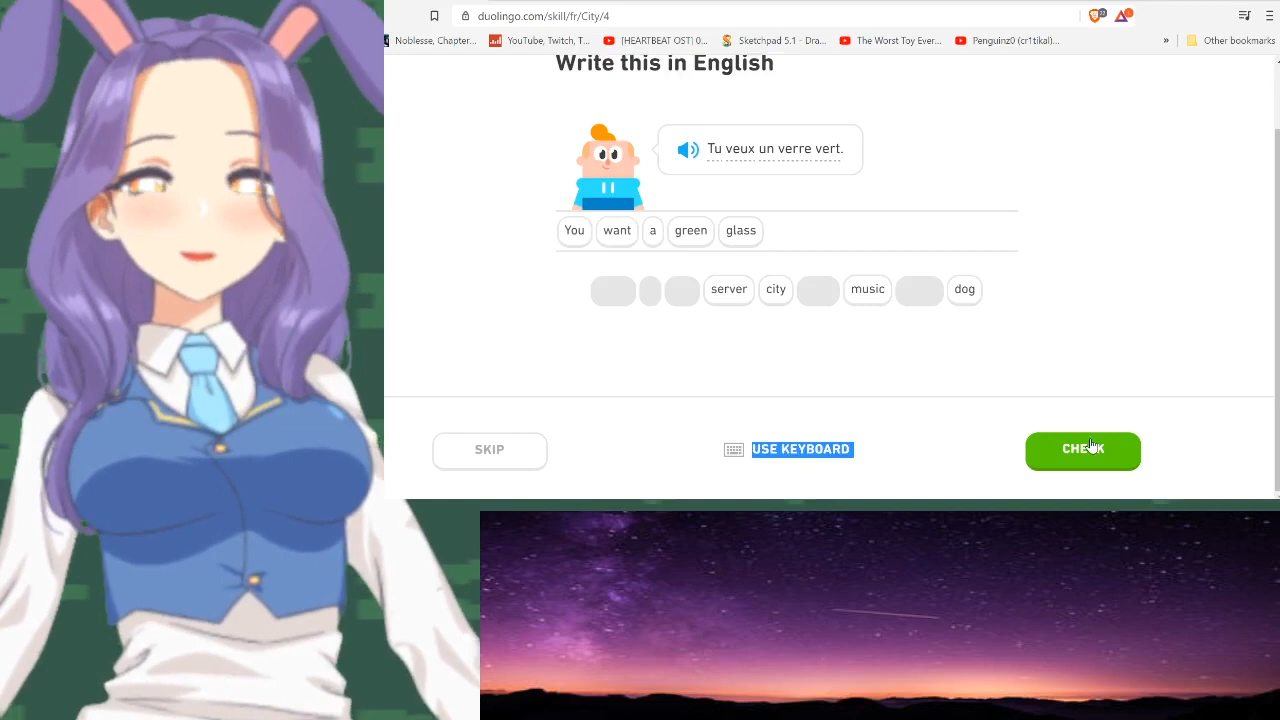 duolingo.com/skill/fr/City/4
Noblesse, Chapter... YouTube, Twitch, T... [HEARTBEAT OST] 0... Sketchpad 5.1 - Dra... The Worst Toy Ever... Penguinz0 (cr1tikal)... » Other bookmarks
Write this in English
Tu veux un verre vert.
You want a green glass
server city music dog
SKIP
USE KEYBOARD
CHECK